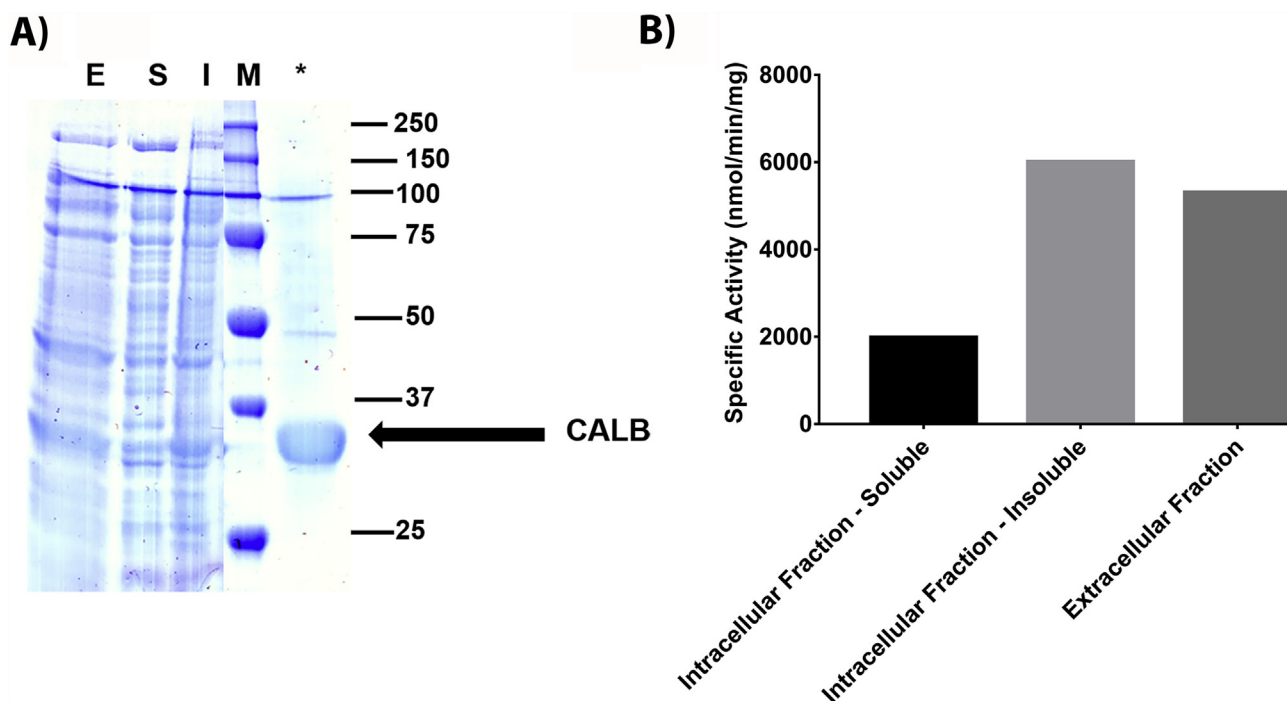 A)
E S I M *
250
150
100
75
50
37
CALB
25
B)
Specific Activity (nmol/min/mg)
8000
6000
4000
2000
0
Intracellular Fraction - Soluble
Intracellular Fraction - Insoluble
Extracellular Fraction